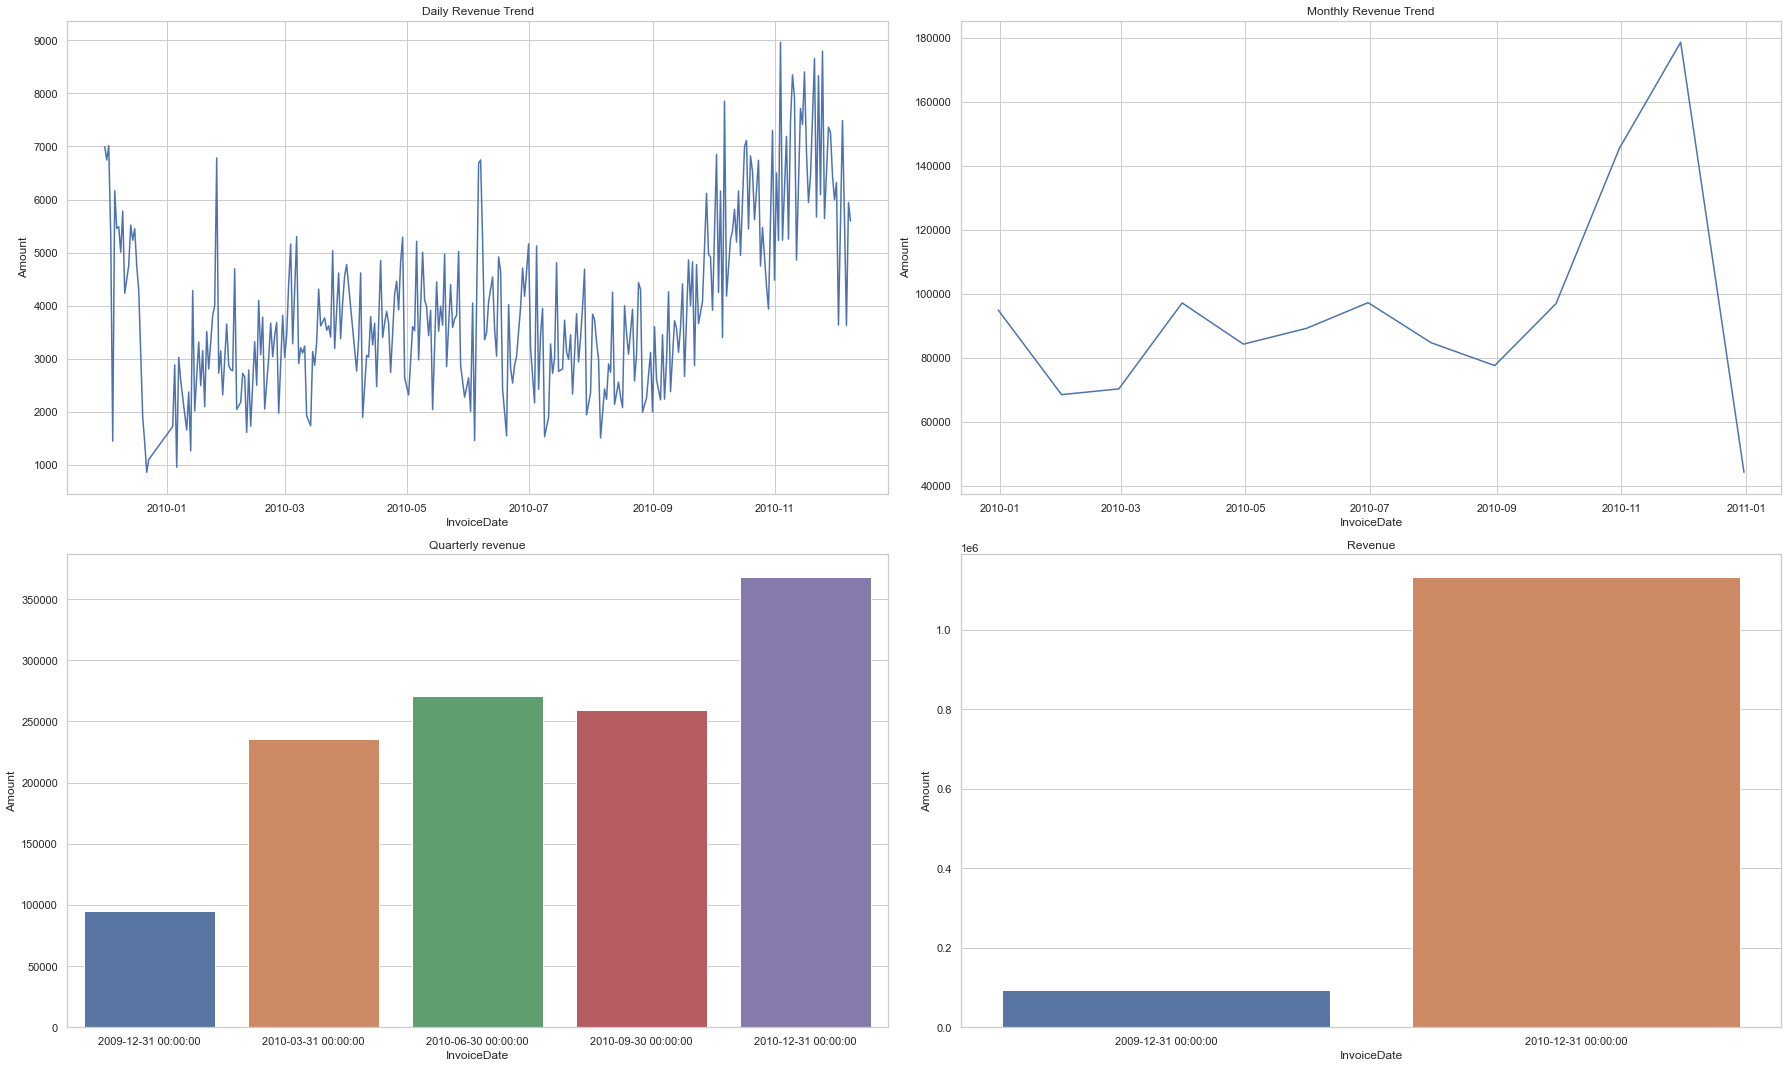 Daily Revenue Trend
9000
8000
7000
6000
5000
4000
3000
2000
1000
Amount
2010-01 2010-03 2010-05 2010-07 2010-09 2010-11
InvoiceDate
Monthly Revenue Trend
180000
160000
140000
120000
100000
80000
60000
40000
Amount
2010-01 2010-03 2010-05 2010-07 2010-09 2010-11 2011-01
InvoiceDate
Quarterly revenue
350000
300000
250000
200000
150000
100000
50000
0
Amount
2009-12-31 00:00:00 2010-03-31 00:00:00 2010-06-30 00:00:00 2010-09-30 00:00:00 2010-12-31 00:00:00
InvoiceDate
1e6
Revenue
1.0
0.8
0.6
0.4
0.2
0.0
Amount
2009-12-31 00:00:00 2010-12-31 00:00:00
InvoiceDate